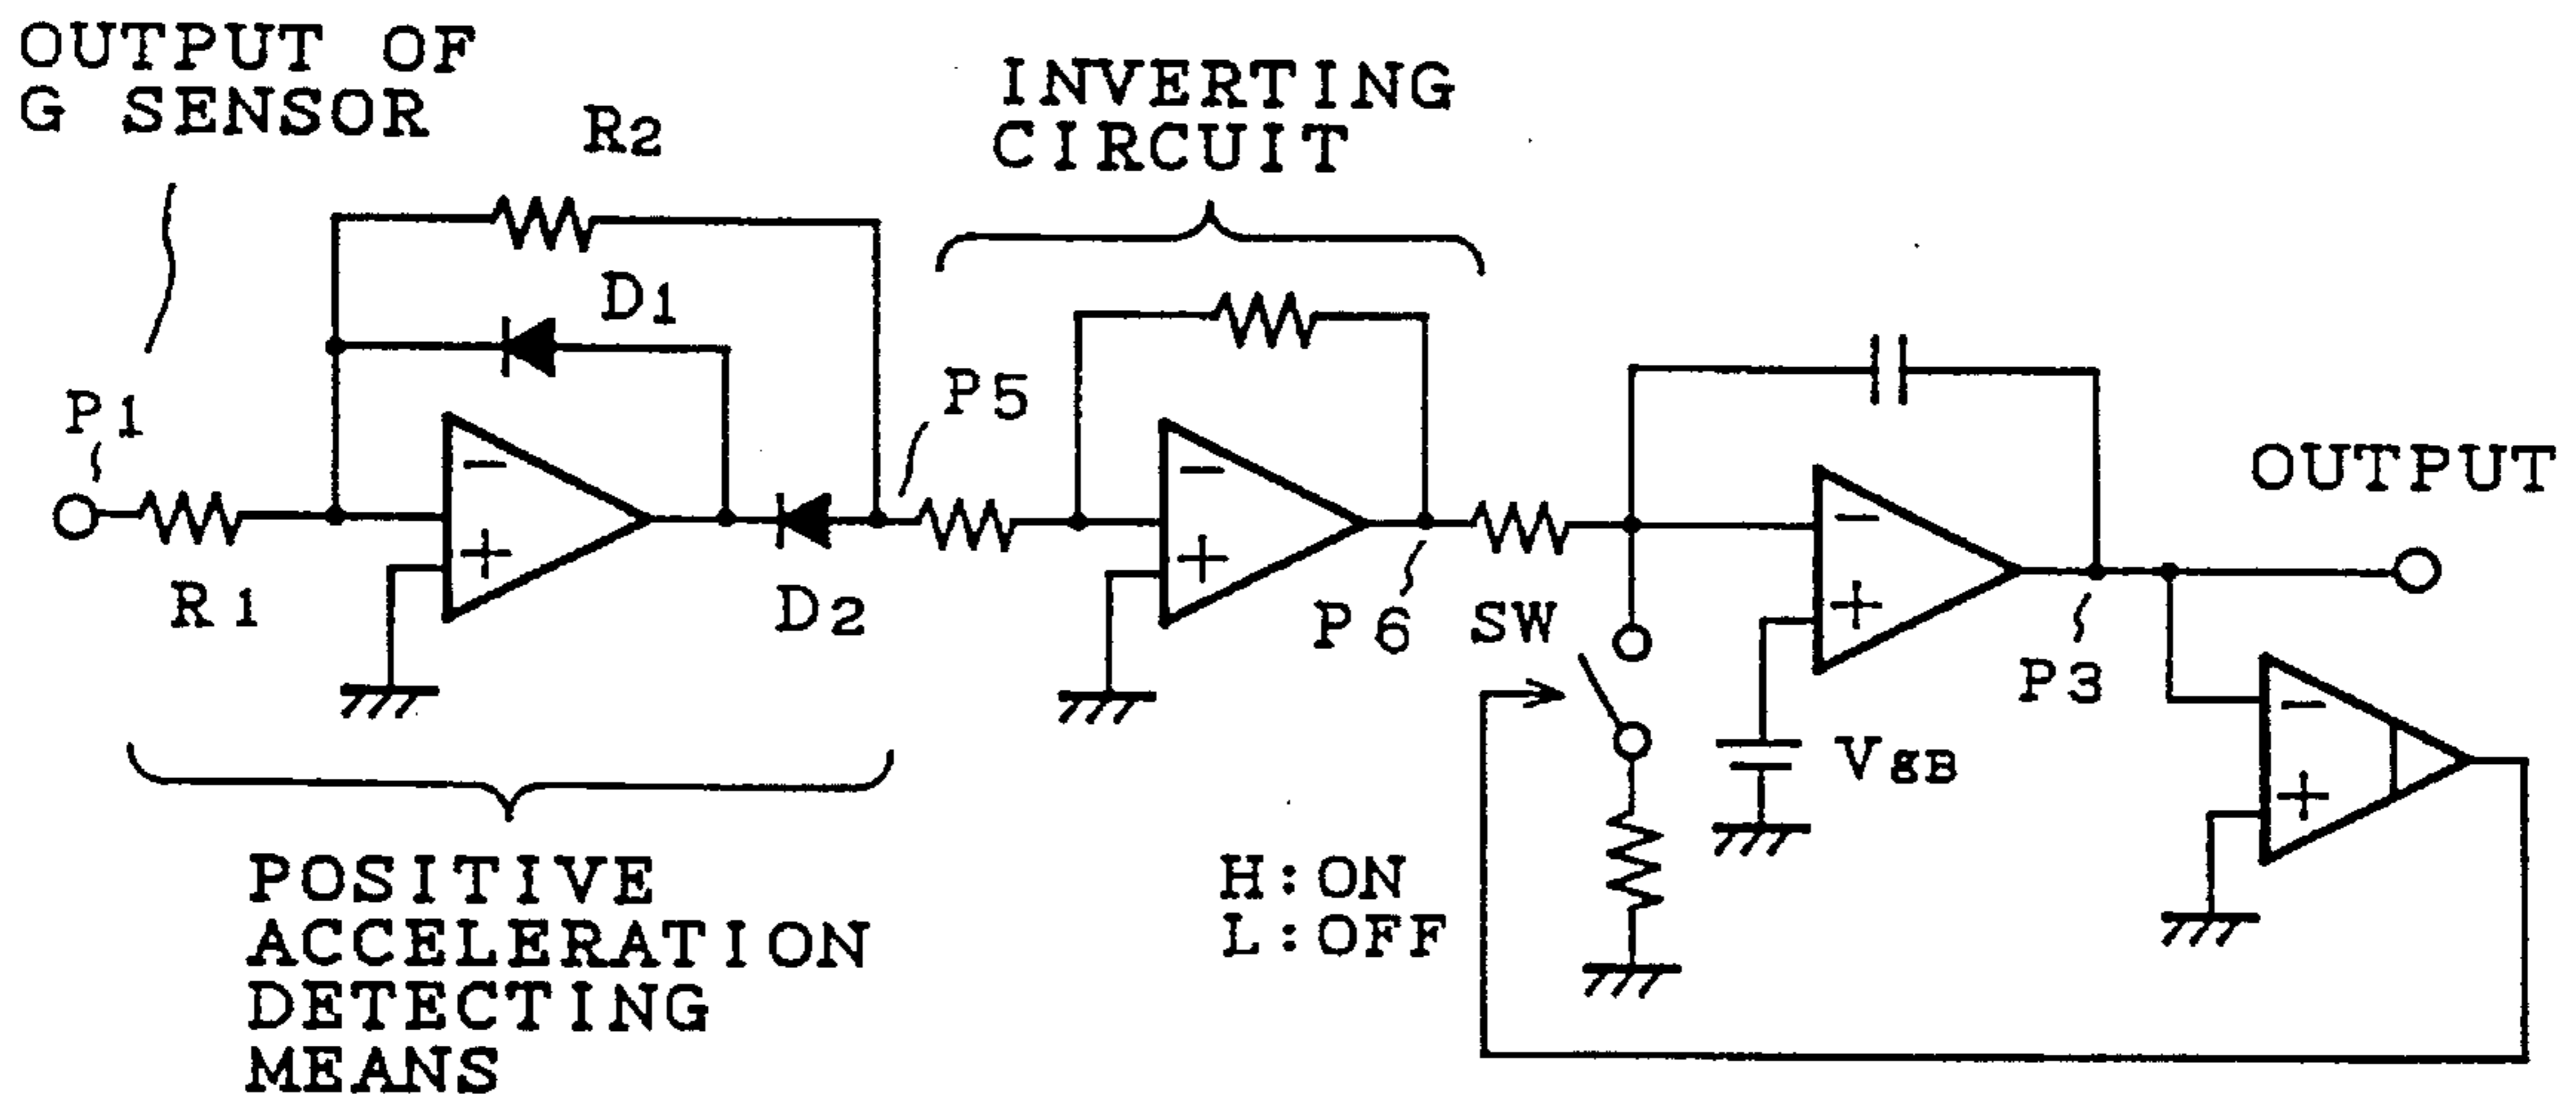 OUTPUT OF
G SENSOR
INVERTING
CIRCUIT
R2
D1
P1
P5
OUTPUT
−
+
−
+
−
+
−
+
R1
D2
P6
SW
P3
VgB
POSITIVE
ACCELERATION
DETECTING
MEANS
H:ON
L:OFF